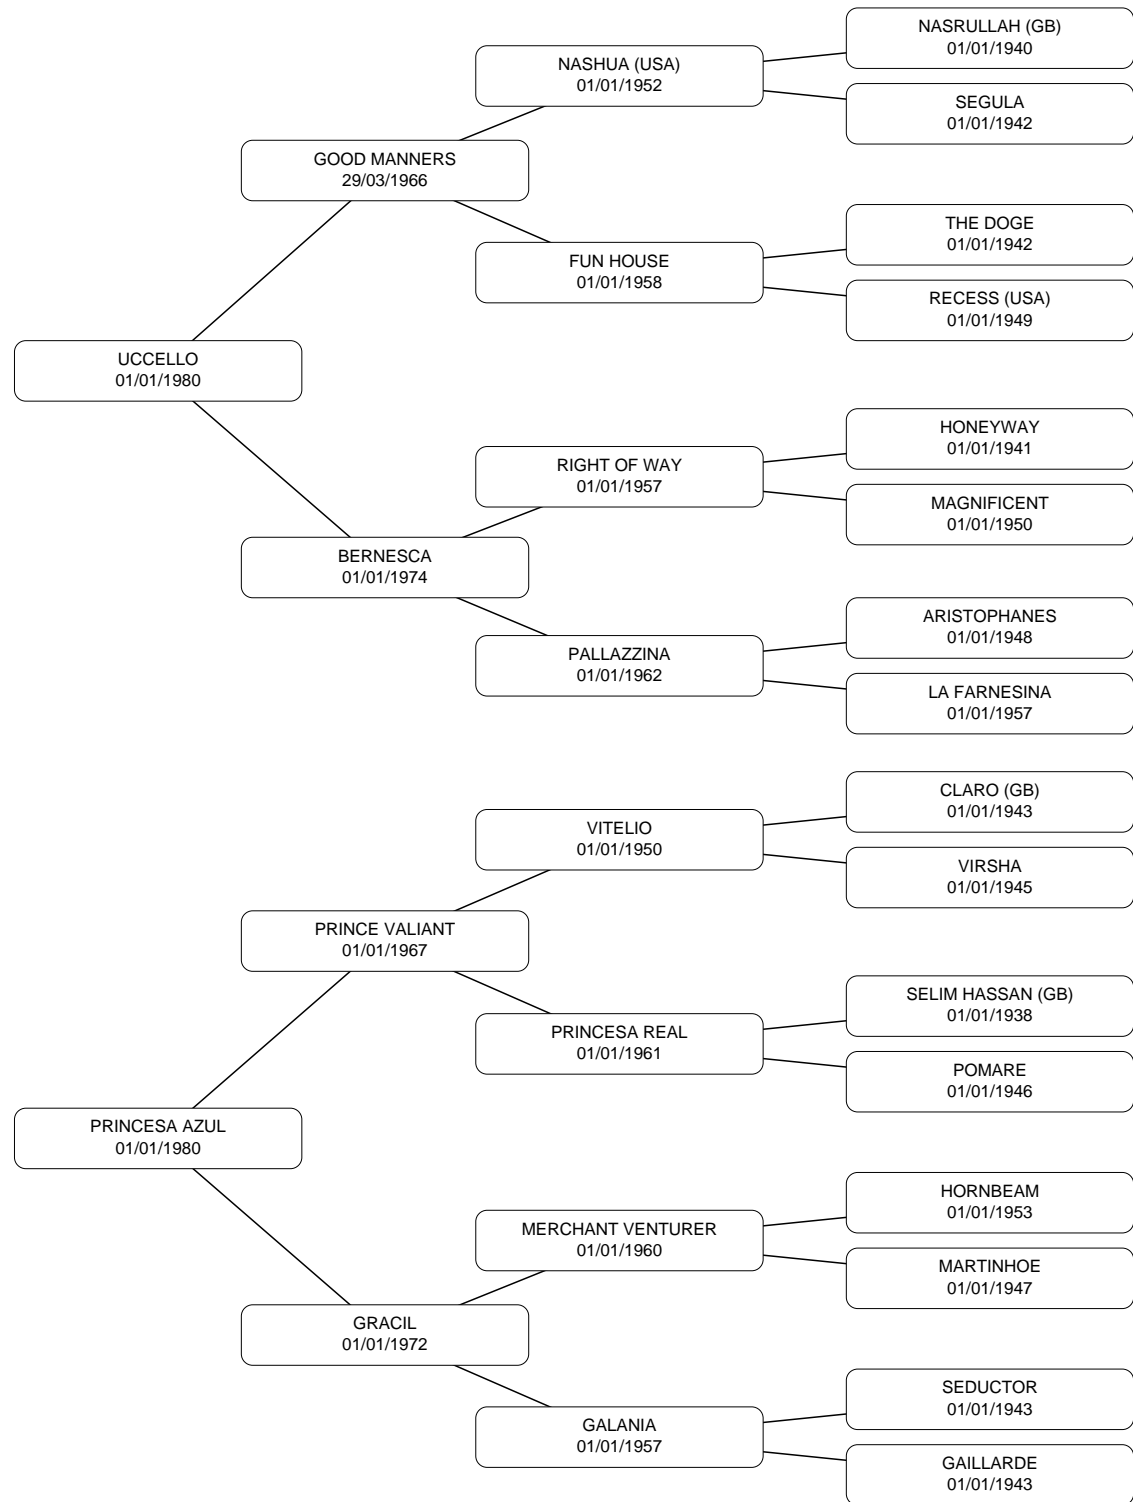 NASRULLAH (GB)
01/01/1940
NASHUA (USA)
01/01/1952
SEGULA
01/01/1942
GOOD MANNERS
29/03/1966
THE DOGE
01/01/1942
FUN HOUSE
01/01/1958
RECESS (USA)
01/01/1949
UCCELLO
01/01/1980
HONEYWAY
01/01/1941
RIGHT OF WAY
01/01/1957
MAGNIFICENT
01/01/1950
BERNESCA
01/01/1974
ARISTOPHANES
01/01/1948
PALLAZZINA
01/01/1962
LA FARNESINA
01/01/1957
CLARO (GB)
01/01/1943
VITELIO
01/01/1950
VIRSHA
01/01/1945
PRINCE VALIANT
01/01/1967
SELIM HASSAN (GB)
01/01/1938
PRINCESA REAL
01/01/1961
POMARE
01/01/1946
PRINCESA AZUL
01/01/1980
HORNBEAM
01/01/1953
MERCHANT VENTURER
01/01/1960
MARTINHOE
01/01/1947
GRACIL
01/01/1972
SEDUCTOR
01/01/1943
GALANIA
01/01/1957
GAILLARDE
01/01/1943